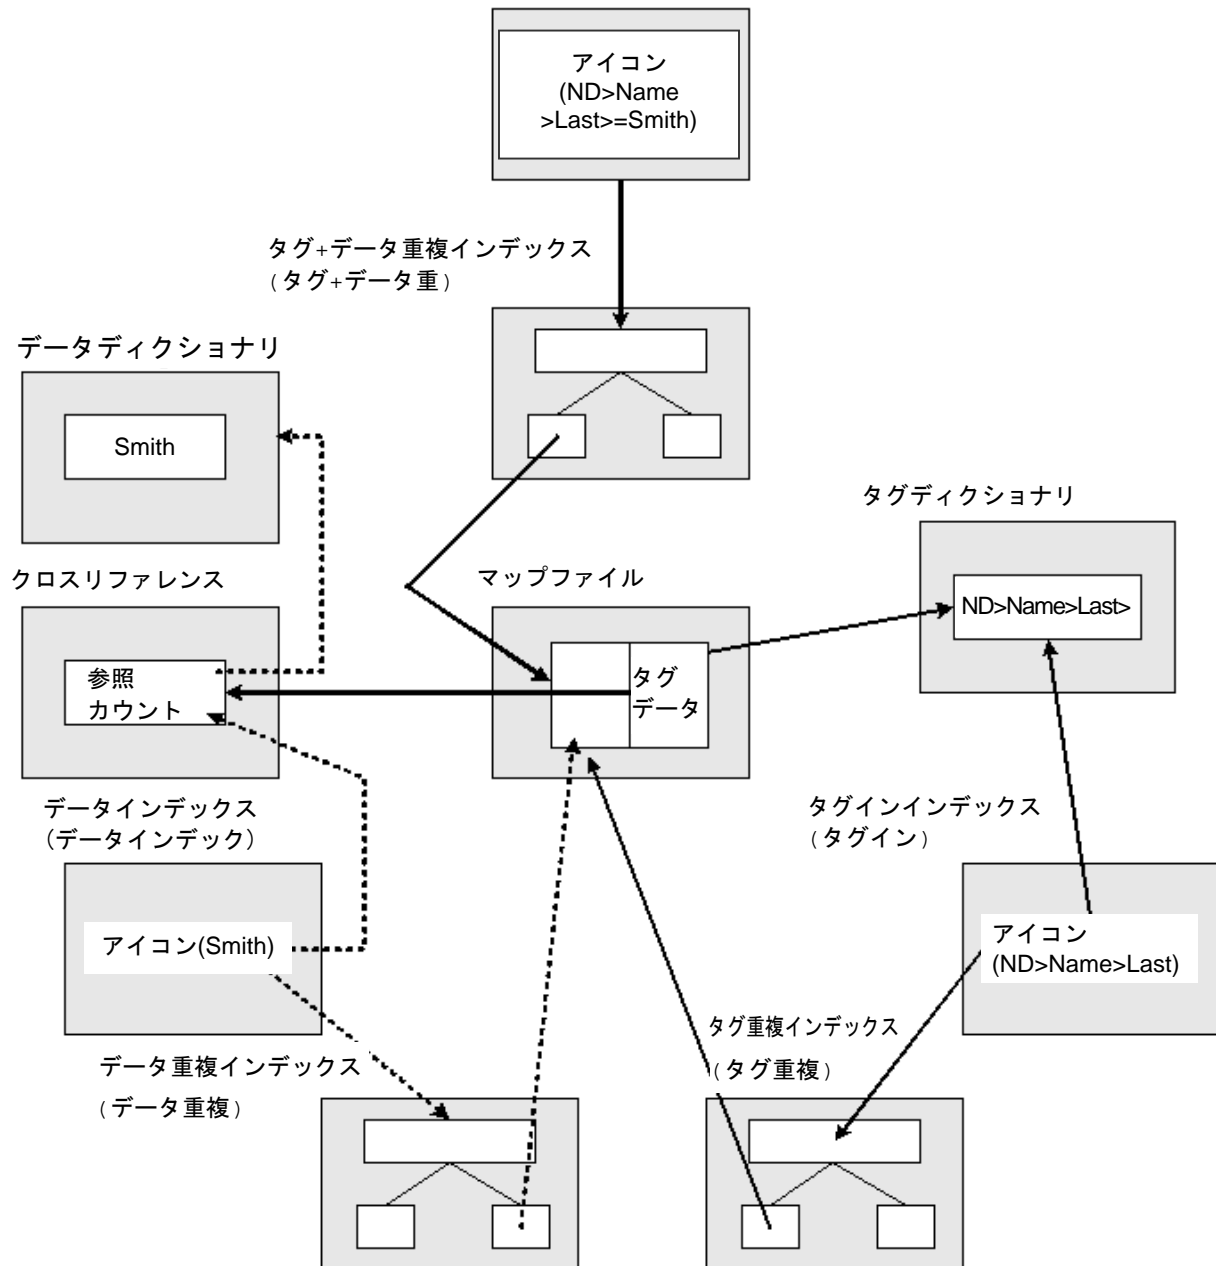 アイコン
(ND>Name
>Last>=Smith)
タグ+データ重複インデックス
(タグ+データ重)
データディクショナリ
Smith
タグディクショナリ
ND>Name>Last>
クロスリファレンス
参照
カウント
マップファイル
タグ
データ
データインデックス
(データインデック)
アイコン(Smith)
タグインインデックス
(タグイン)
アイコン
(ND>Name>Last)
データ重複インデックス
(データ重複)
タグ重複インデックス
(タグ重複)